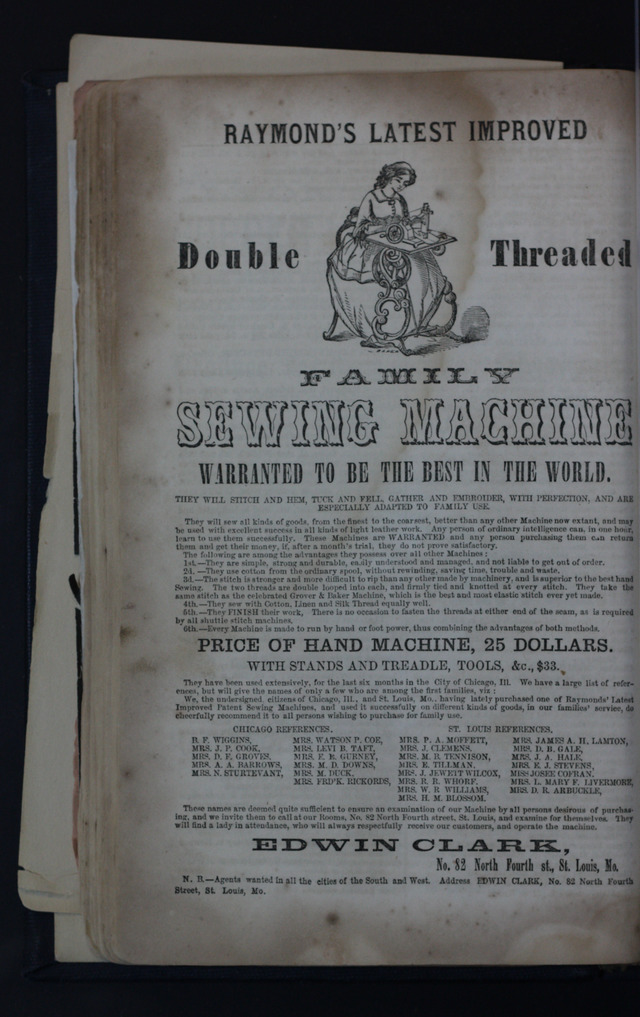 RAYMOND'S LATEST IMPROVED
Double Threaded
FAMILY
SEWING MACHINE
WARRANTED TO BE THE BEST IN THE WORLD.
THEY WILL STITCH AND HEM, TUCK AND FELL, GATHER AND EMBROIDER, WITH PERFECTION, AND ARE
ESPECIALLY ADAPTED TO FAMILY USE.
They will sew all kinds of goods, from the finest to the coarsest, better than any other Machine now extant, and may
be used with excellent success in all kinds of light leather work. Any person of ordinary intelligence can, in one hour,
learn to use them successfully. These Machines are WARRANTED and any person purchasing them can return
them and get their money, if, after a month's trial, they do not prove satisfactory.
The following are among the advantages they possess over all other Machines:
1st.—They are simple, strong and durable, easily understood and managed, and not liable to get out of order.
2d.—They use cotton from the ordinary spool, without rewinding, saving time, trouble and waste.
3d.—The stitch is stronger and more difficult to rip than any other made by machinery, and is superior to the best hand
Sewing. The two threads are double looped into each, and firmly tied and knotted at every stitch. They take the
same stitch as the celebrated Grover & Baker Machine, which is the best and most elastic stitch ever yet made.
4th.—They sew with Cotton, Linen and Silk Thread equally well.
5th.—They FINISH their work. There is no occasion to fasten the threads at either end of the seam, as is required
by all shuttle stitch machines.
6th.—Every Machine is made to run by hand or foot power, thus combining the advantages of both methods.
PRICE OF HAND MACHINE, 25 DOLLARS.
WITH STANDS AND TREADLE, TOOLS, &c., $33.
They have been used extensively, for the last six months in the City of Chicago, Ill. We have a large list of refer-
ences, but will give the names of only a few who are among the first families, viz:
We, the undersigned, citizens of Chicago, Ill., and St. Louis, Mo., having lately purchased one of Raymonds' Latest
Improved Patent Sewing Machines, and used it successfully on different kinds of goods, in our families' service, do
cheerfully recommend it to all persons wishing to purchase for family use.
CHICAGO REFERENCES. ST. LOUIS REFERENCES.
B. F. WIGGINS, MRS. WATSON P. COE, MRS. P. A. MOFFETT, MRS. JAMES A. H. LAMTON,
MRS. J. P. COOK, MRS. LEVI B. TAFT, MRS. J. CLEMENS, MRS. D. H. GALE,
MRS. D. F. GROVES, MRS. E. E. GURNEY, MRS. M. R. TENNISON, MRS. J. A. HALE,
MRS. A. A. BARROWS, MRS. M. D. DOWNS, MRS. E. TILLMAN, MRS. E. J. STEVENS,
MRS. N. STURTEVANT, MRS. M. DUCK, MRS. J. JEWETT WILCOX, MISS JOSEE COFRAN,
MRS. FRD'K. RICKORDS, MRS. R. R. WHORF, MRS. L. MARY F. LIVERMORE,
MRS. W. R. WILLIAMS, MRS. D. R. ARBUCKLE,
MRS. H. M. BLOSSOM.
These names are deemed quite sufficient to ensure an examination of our Machine by all persons desirous of purchas-
ing, and we invite them to call at our Rooms, No. 82 North Fourth street, St. Louis, and examine for themselves. They
will find a lady in attendance, who will always respectfully receive our customers, and operate the machine.
EDWIN CLARK,
No. 82 North Fourth st., St. Louis, Mo.
N. B.—Agents wanted in all the cities of the South and West. Address EDWIN CLARK, No. 82 North Fourth
Street, St. Louis, Mo.